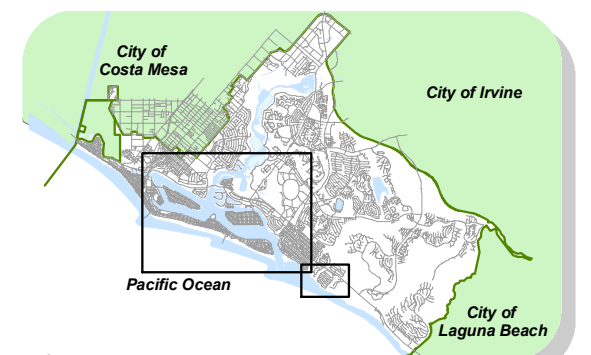 City of
Costa Mesa
City of Irvine
Pacific Ocean
City of
Laguna Beach